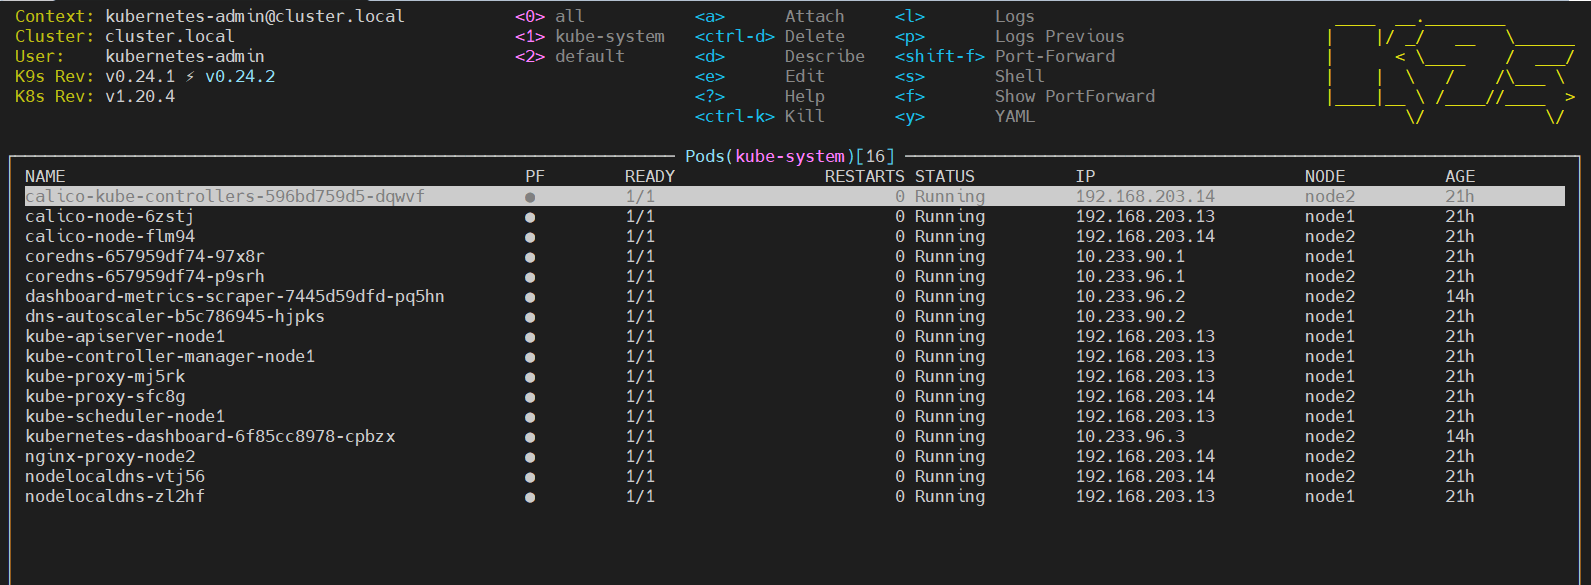 Context: kubernetes-admin@cluster.local <0> all <a> Attach <l> Logs
Cluster: cluster.local <1> kube-system <ctrl-d> Delete <p> Logs Previous
User: kubernetes-admin <2> default <d> Describe <shift-f> Port-Forward
K9s Rev: v0.24.1 ⚡ v0.24.2 <e> Edit <s> Shell
K8s Rev: v1.20.4 <?> Help <f> Show PortForward
<ctrl-k> Kill <y> YAML
K9s
Pods(kube-system)[16]
NAME PF READY RESTARTS STATUS IP NODE AGE
calico-kube-controllers-596bd759d5-dqwvf ● 1/1 0 Running 192.168.203.14 node2 21h
calico-node-6zstj ● 1/1 0 Running 192.168.203.13 node1 21h
calico-node-flm94 ● 1/1 0 Running 192.168.203.14 node2 21h
coredns-657959df74-97x8r ● 1/1 0 Running 10.233.90.1 node1 21h
coredns-657959df74-p9srh ● 1/1 0 Running 10.233.96.1 node2 21h
dashboard-metrics-scraper-7445d59dfd-pq5hn ● 1/1 0 Running 10.233.96.2 node2 14h
dns-autoscaler-b5c786945-hjpks ● 1/1 0 Running 10.233.90.2 node1 21h
kube-apiserver-node1 ● 1/1 0 Running 192.168.203.13 node1 21h
kube-controller-manager-node1 ● 1/1 0 Running 192.168.203.13 node1 21h
kube-proxy-mj5rk ● 1/1 0 Running 192.168.203.13 node1 21h
kube-proxy-sfc8g ● 1/1 0 Running 192.168.203.14 node2 21h
kube-scheduler-node1 ● 1/1 0 Running 192.168.203.13 node1 21h
kubernetes-dashboard-6f85cc8978-cpbzx ● 1/1 0 Running 10.233.96.3 node2 14h
nginx-proxy-node2 ● 1/1 0 Running 192.168.203.14 node2 21h
nodelocaldns-vtj56 ● 1/1 0 Running 192.168.203.14 node2 21h
nodelocaldns-zl2hf ● 1/1 0 Running 192.168.203.13 node1 21h